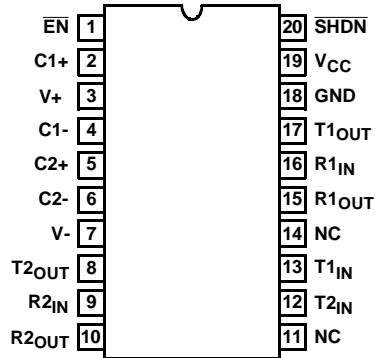 EN 1 20 SHDN
C1+ 2 19 VCC
V+ 3 18 GND
C1- 4 17 T1OUT
C2+ 5 16 R1IN
C2- 6 15 R1OUT
V- 7 14 NC
T2OUT 8 13 T1IN
R2IN 9 12 T2IN
R2OUT 10 11 NC